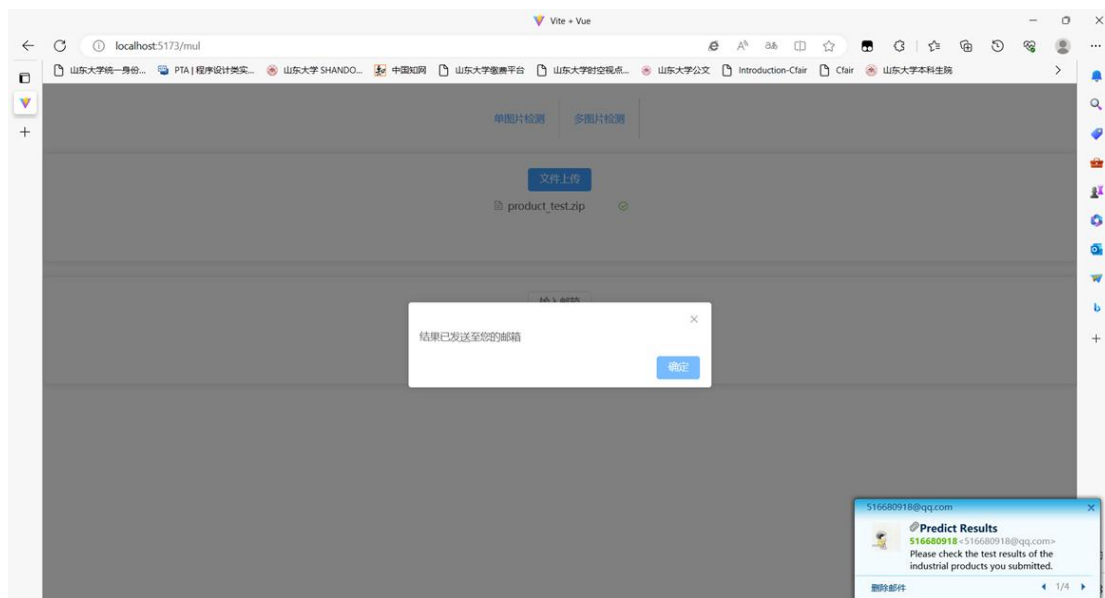 Vite + Vue
localhost:5173/mul
山东大学统一身份... PTA | 程序设计类实... 山东大学 SHANDO... 中国知网 山东大学缴费平台 山东大学时空视点... 山东大学公文 Introduction-Cfair Cfair 山东大学本科生院
单图片检测 多图片检测
文件上传
product_test.zip
输入邮箱
结果已发送至您的邮箱
确定
516680918@qq.com
Predict Results
516680918<516680918@qq.com>
Please check the test results of the
industrial products you submitted.
删除邮件 1/4